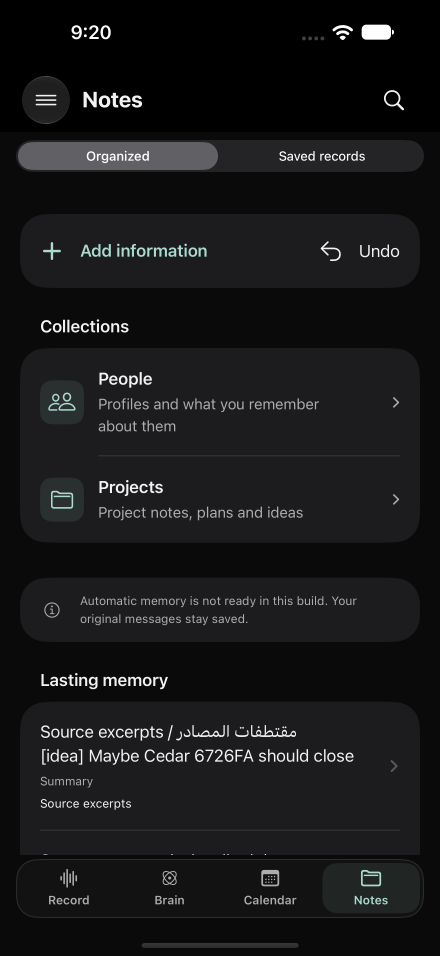 9:20
Notes
Organized
Saved records
Add information
Undo
Collections
People
Profiles and what you remember
about them
Projects
Project notes, plans and ideas
Automatic memory is not ready in this build. Your
original messages stay saved.
Lasting memory
Source excerpts / مقتطفات المصادر
[idea] Maybe Cedar 6726FA should close
Summary
Source excerpts
Record
Brain
Calendar
Notes